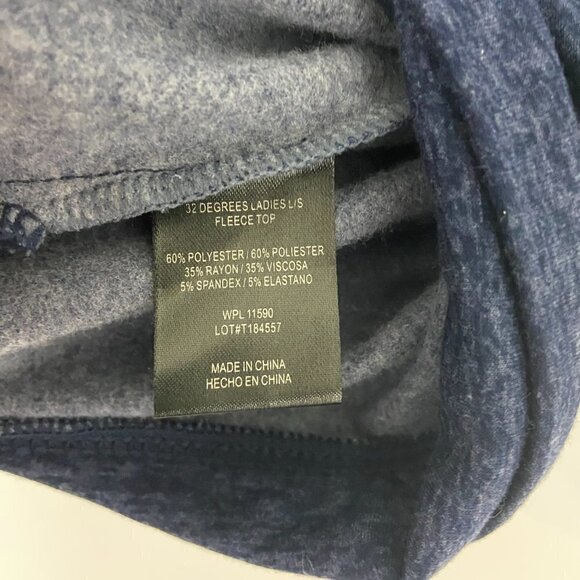 32 DEGREES LADIES L/S
FLEECE TOP
60% POLYESTER / 60% POLIESTER
35% RAYON / 35% VISCOSA
5% SPANDEX / 5% ELASTANO
WPL 11590
LOT#T184557
MADE IN CHINA
HECHO EN CHINA